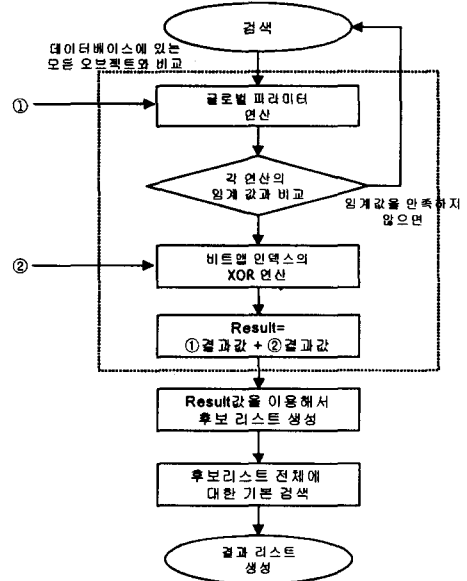 검색
데이터베이스에 있는
모든 오브젝트와 비교
①
글로벌 파라미터
연산
각 연산의
임계 값과 비교
임계값을 만족하지
않으면
②
비트맵 인덱스의
XOR 연산
Result=
①결과값 + ②결과값
Result값을 이용해서
후보 리스트 생성
후보리스트 전체에
대한 기본 검색
결과 리스트
생성